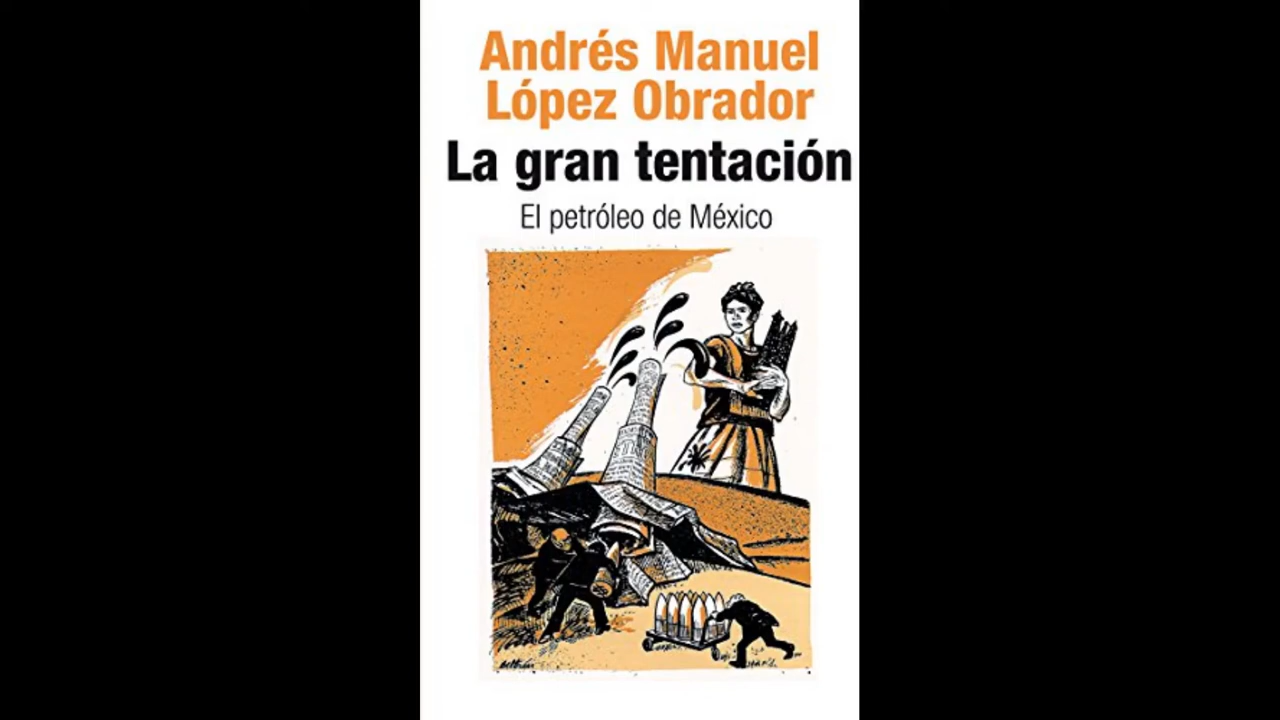 Andrés Manuel
López Obrador
La gran tentación
El petróleo de México